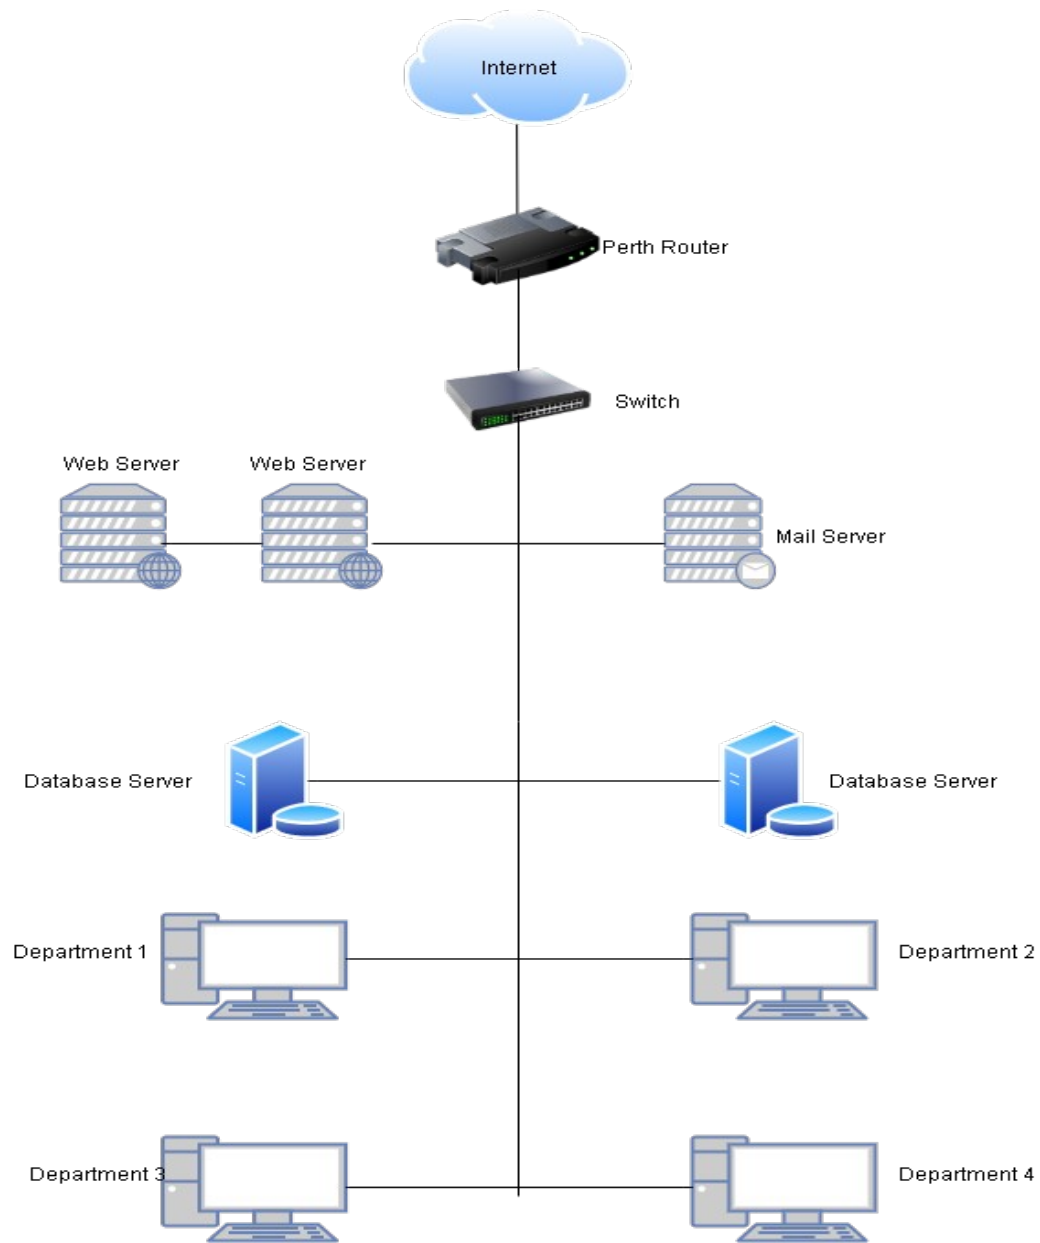 Internet
Perth Router
Switch
Web Server
Web Server
Mail Server
Database Server
Database Server
Department 1
Department 2
Department 3
Department 4